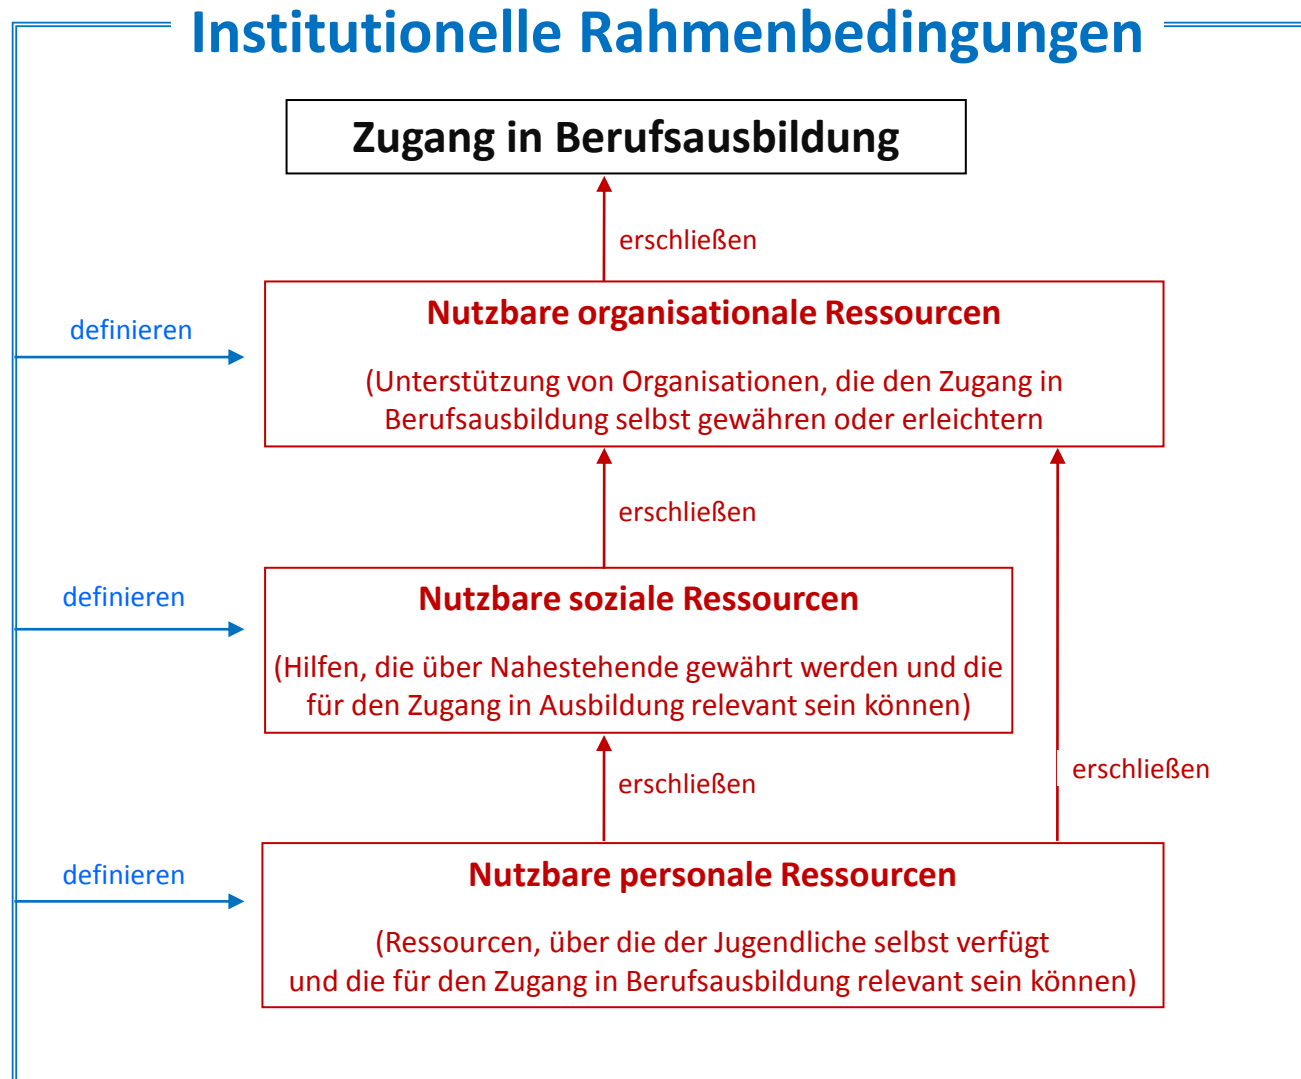 Institutionelle Rahmenbedingungen
Zugang in Berufsausbildung
erschließen
Nutzbare organisationale Ressourcen
definieren
(Unterstützung von Organisationen, die den Zugang in
Berufsausbildung selbst gewähren oder erleichtern
erschließen
Nutzbare soziale Ressourcen
definieren
(Hilfen, die über Nahestehende gewährt werden und die
für den Zugang in Ausbildung relevant sein können)
erschließen
erschließen
Nutzbare personale Ressourcen
definieren
(Ressourcen, über die der Jugendliche selbst verfügt
und die für den Zugang in Berufsausbildung relevant sein können)